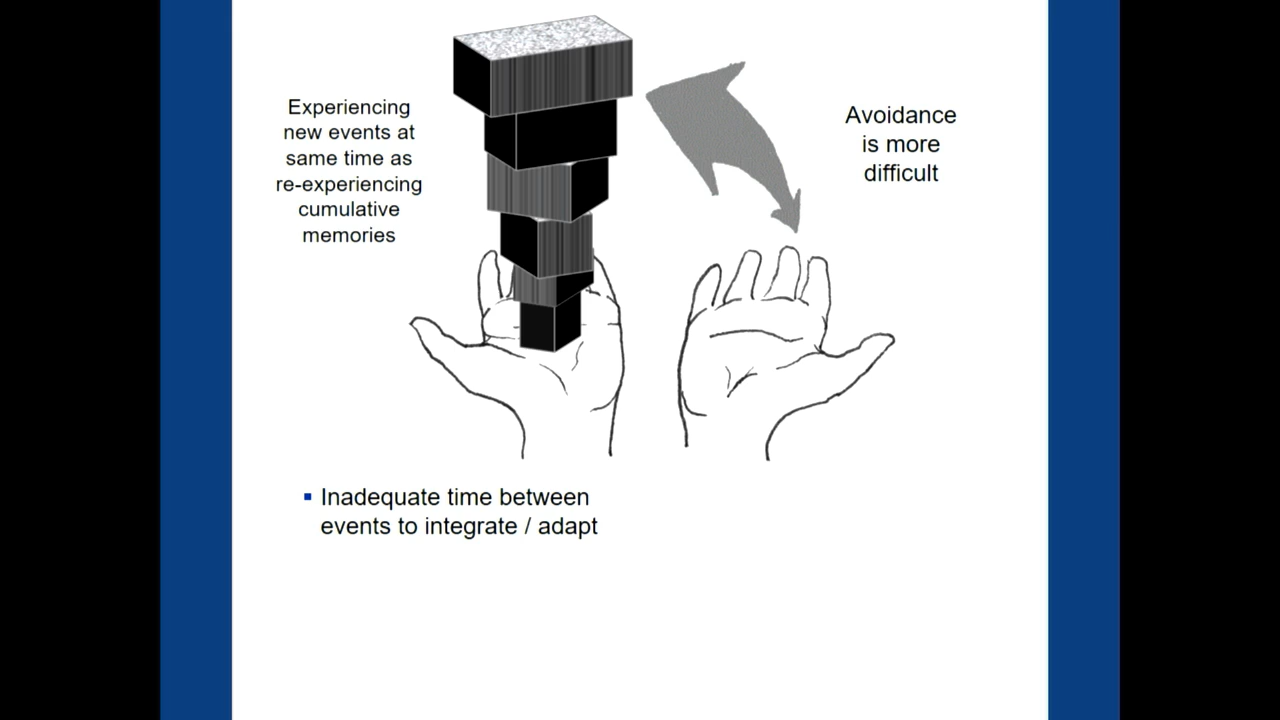 Experiencing
new events at
same time as
re-experiencing
cumulative
memories
Avoidance
is more
difficult
▪ Inadequate time between
events to integrate / adapt